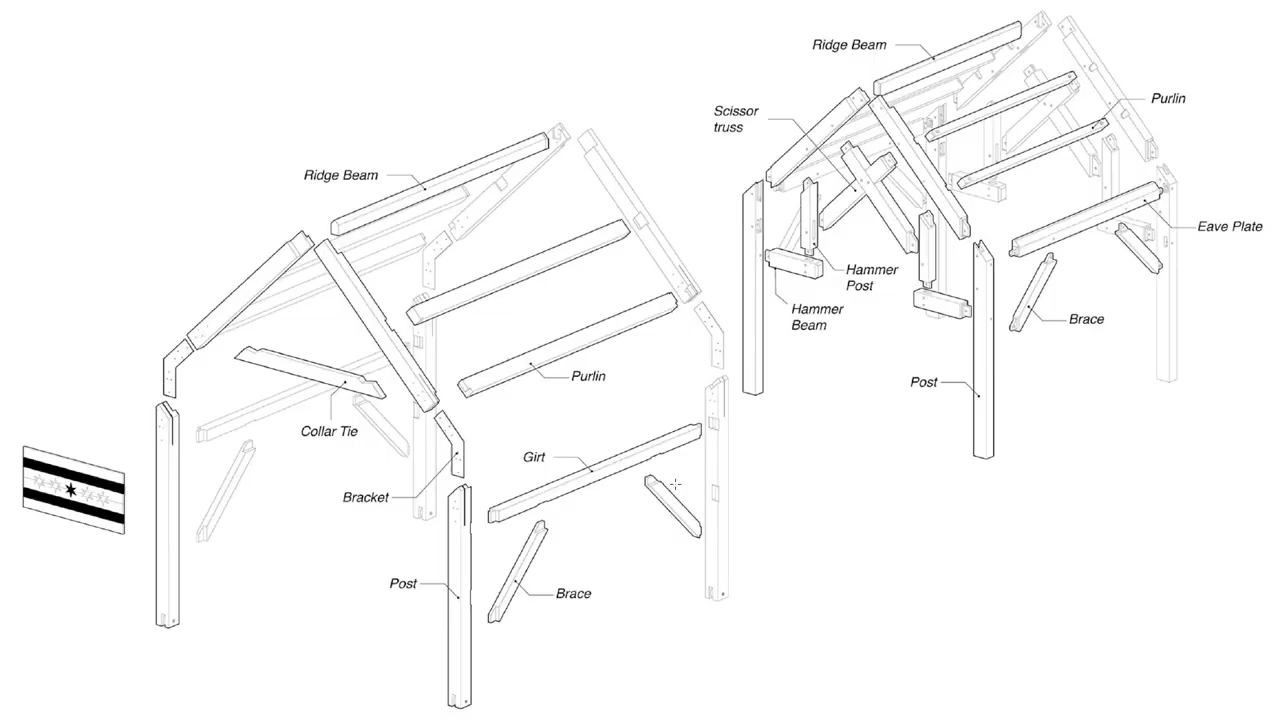 Ridge Beam
Purlin
Collar Tie
Girt
Bracket
Post
Brace
Ridge Beam
Scissor
truss
Purlin
Eave Plate
Hammer
Post
Hammer
Beam
Brace
Post